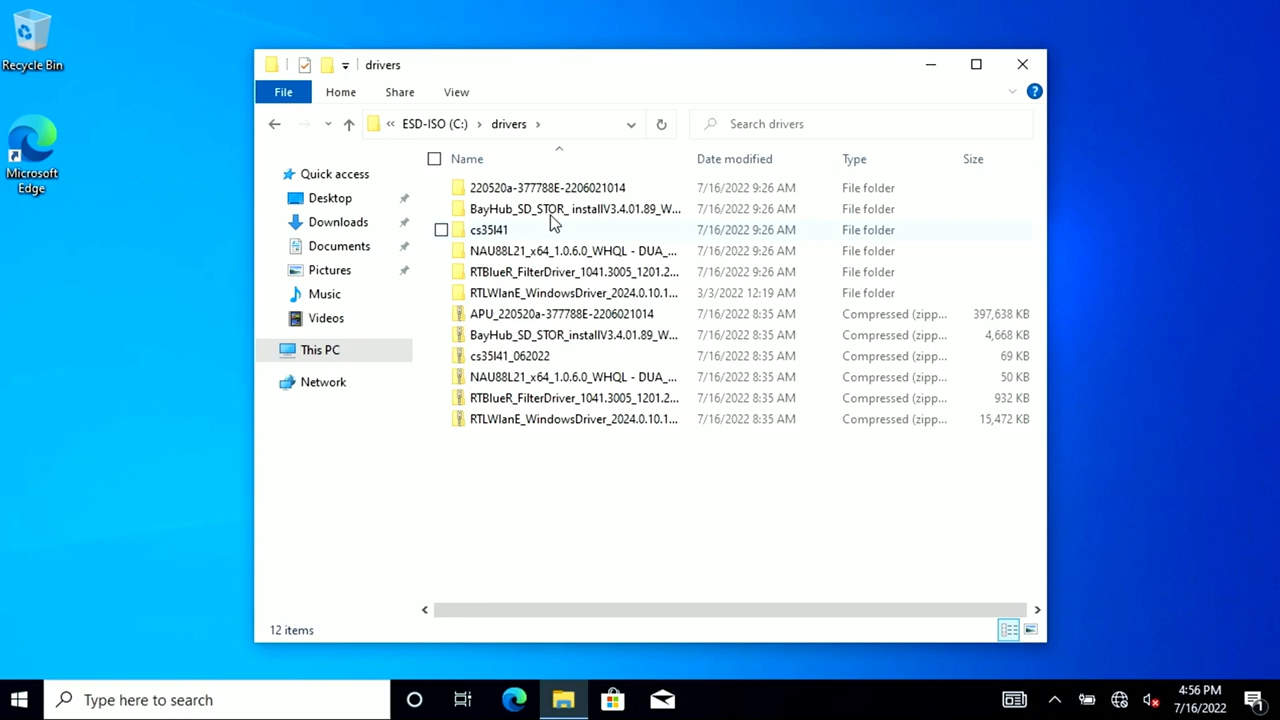 Recycle Bin
Microsoft
Edge
drivers
File
Home
Share
View
ESD-ISO (C:)
drivers
Search drivers
Name
Date modified
Type
Size
Quick access
Desktop
Downloads
Documents
Pictures
Music
Videos
This PC
Network
220520a-377788E-2206021014 7/16/2022 9:26 AM File folder
BayHub_SD_STOR_ installV3.4.01.89_W... 7/16/2022 9:26 AM File folder
cs35l41 7/16/2022 9:26 AM File folder
NAU88L21_x64_1.0.6.0_WHQL - DUA_... 7/16/2022 9:26 AM File folder
RTBlueR_FilterDriver_1041.3005_1201.2... 7/16/2022 9:26 AM File folder
RTLWlanE_WindowsDriver_2024.0.10.1... 3/3/2022 12:19 AM File folder
APU_220520a-377788E-2206021014 7/16/2022 8:35 AM Compressed (zipp... 397,638 KB
BayHub_SD_STOR_installV3.4.01.89_W... 7/16/2022 8:35 AM Compressed (zipp... 4,668 KB
cs35l41_062022 7/16/2022 8:35 AM Compressed (zipp... 69 KB
NAU88L21_x64_1.0.6.0_WHQL - DUA_... 7/16/2022 8:35 AM Compressed (zipp... 50 KB
RTBlueR_FilterDriver_1041.3005_1201.2... 7/16/2022 8:35 AM Compressed (zipp... 932 KB
RTLWlanE_WindowsDriver_2024.0.10.1... 7/16/2022 8:35 AM Compressed (zipp... 15,472 KB
12 items
Type here to search
4:56 PM
7/16/2022